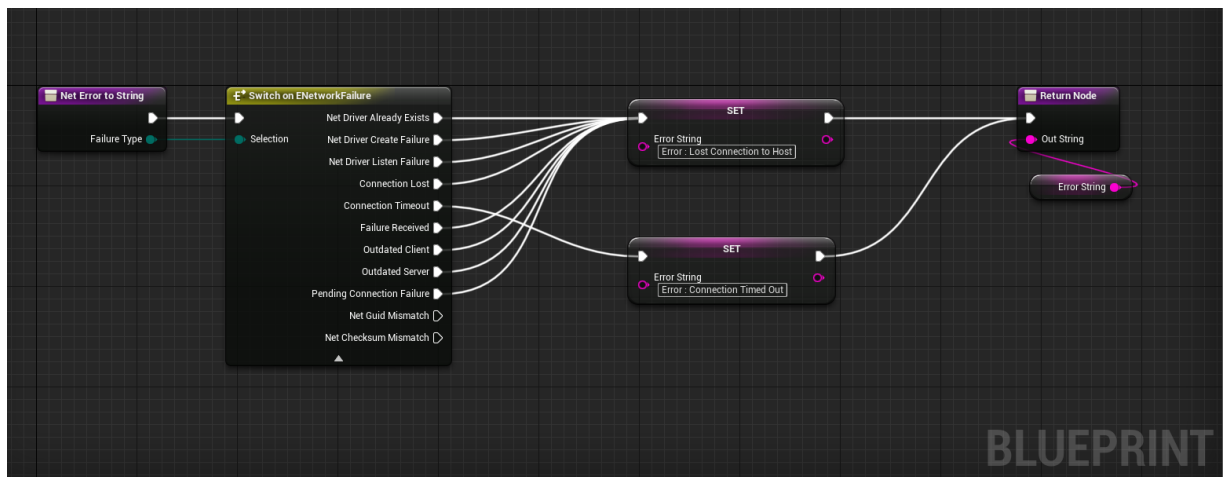 Net Error to String
Failure Type
Switch on ENetworkFailure
Selection
Net Driver Already Exists
Net Driver Create Failure
Net Driver Listen Failure
Connection Lost
Connection Timeout
Failure Received
Outdated Client
Outdated Server
Pending Connection Failure
Net Guid Mismatch
Net Checksum Mismatch
SET
Error String
Error : Lost Connection to Host
SET
Error String
Error : Connection Timed Out
Return Node
Out String
Error String
BLUEPRINT